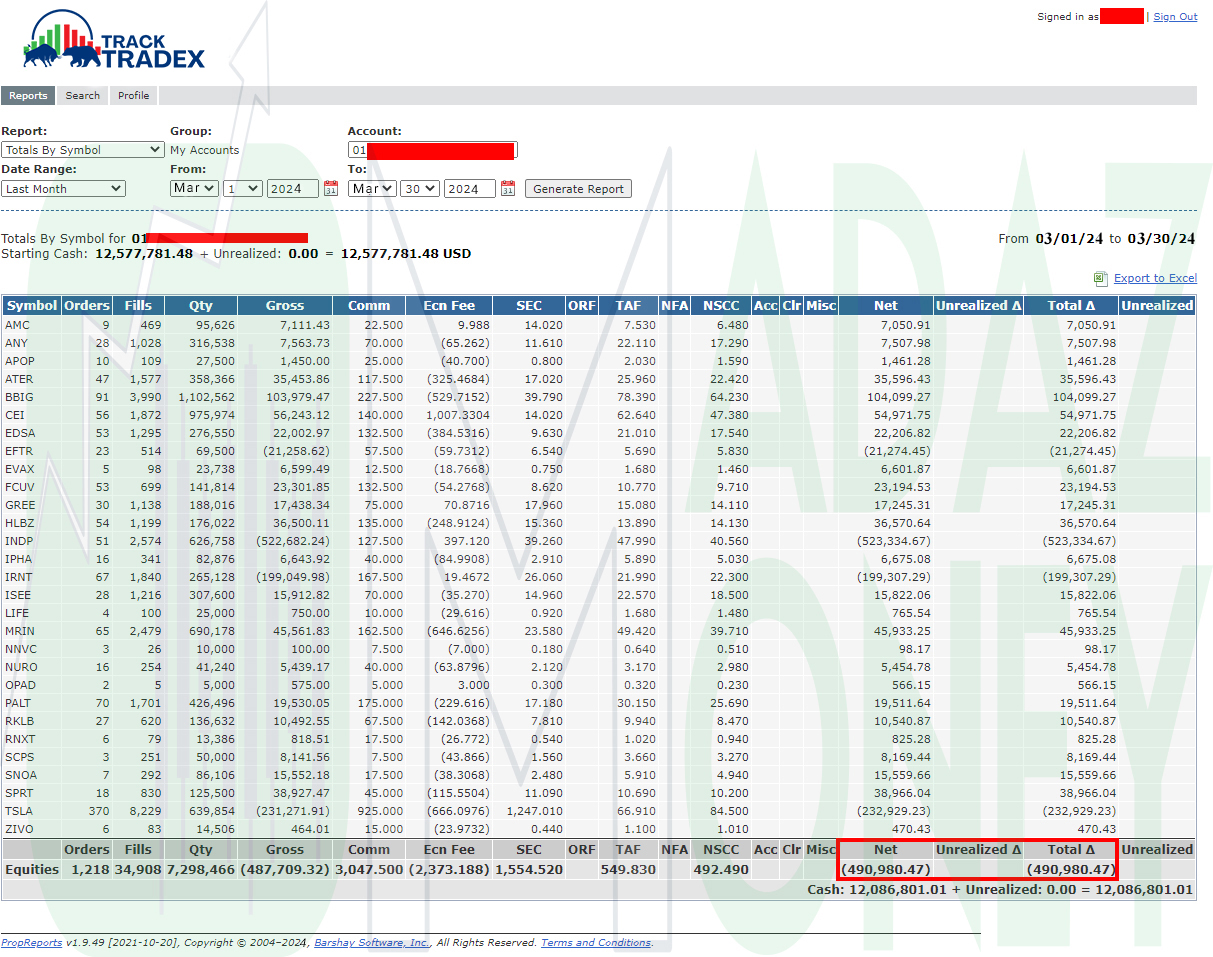 TRACK
TRADEX
Signed in as | Sign Out
Reports Search Profile
Report: Group: Account:
Totals By Symbol My Accounts 01
Date Range: From: To:
Last Month Mar 1 2024 31 Mar 30 2024 31 Generate Report
Totals By Symbol for 01 From 03/01/24 to 03/30/24
Starting Cash: 12,577,781.48 + Unrealized: 0.00 = 12,577,781.48 USD
Export to Excel
Symbol Orders Fills Qty Gross Comm Ecn Fee SEC ORF TAF NFA NSCC Acc Clr Misc Net Unrealized Δ Total Δ Unrealized
AMC 9 469 95,626 7,111.43 22.500 9.988 14.020 7.530 6.480 7,050.91 7,050.91
ANY 28 1,028 316,538 7,563.73 70.000 (65.262) 11.610 22.110 17.290 7,507.98 7,507.98
APOP 10 109 27,500 1,450.00 25.000 (40.700) 0.800 2.030 1.590 1,461.28 1,461.28
ATER 47 1,577 358,366 35,453.86 117.500 (325.4684) 17.020 25.960 22.420 35,596.43 35,596.43
BBIG 91 3,990 1,102,562 103,979.47 227.500 (529.7152) 39.790 78.390 64.230 104,099.27 104,099.27
CEI 56 1,872 975,974 56,243.12 140.000 1,007.3304 14.020 62.640 47.380 54,971.75 54,971.75
EDSA 53 1,295 276,550 22,002.97 132.500 (384.5316) 9.630 21.010 17.540 22,206.82 22,206.82
EFTR 23 514 69,500 (21,258.62) 57.500 (59.7312) 6.540 5.690 5.830 (21,274.45) (21,274.45)
EVAX 5 98 23,738 6,599.49 12.500 (18.7668) 0.750 1.680 1.460 6,601.87 6,601.87
FCUV 53 699 141,814 23,301.85 132.500 (54.2768) 8.620 10.770 9.710 23,194.53 23,194.53
GREE 30 1,138 188,016 17,438.34 75.000 70.8716 17.960 15.080 14.110 17,245.31 17,245.31
HLBZ 54 1,199 176,022 36,500.11 135.000 (248.9124) 15.360 13.890 14.130 36,570.64 36,570.64
INDP 51 2,574 626,758 (522,682.24) 127.500 397.120 39.260 47.990 40.560 (523,334.67) (523,334.67)
IPHA 16 341 82,876 6,643.92 40.000 (84.9908) 2.910 5.890 5.030 6,675.08 6,675.08
IRNT 67 1,840 265,128 (199,049.98) 167.500 19.4672 26.060 21.990 22.300 (199,307.29) (199,307.29)
ISEE 28 1,216 307,600 15,912.82 70.000 (35.270) 14.960 22.570 18.500 15,822.06 15,822.06
LIFE 4 100 25,000 750.00 10.000 (29.616) 0.920 1.680 1.480 765.54 765.54
MRIN 65 2,479 690,178 45,561.83 162.500 (646.6256) 23.580 49.420 39.710 45,933.25 45,933.25
NNVC 3 26 10,000 100.00 7.500 (7.000) 0.180 0.640 0.510 98.17 98.17
NURO 16 254 41,240 5,439.17 40.000 (63.8796) 2.120 3.170 2.980 5,454.78 5,454.78
OPAD 2 5 5,000 575.00 5.000 3.000 0.300 0.320 0.230 566.15 566.15
PALT 70 1,701 426,496 19,530.05 175.000 (229.616) 17.180 30.150 25.690 19,511.64 19,511.64
RKLB 27 620 136,632 10,492.55 67.500 (142.0368) 7.810 9.940 8.470 10,540.87 10,540.87
RNXT 6 79 13,386 818.51 17.500 (26.772) 0.540 1.020 0.940 825.28 825.28
SCPS 3 251 50,000 8,141.56 7.500 (43.866) 1.560 3.660 3.270 8,169.44 8,169.44
SNOA 7 292 86,106 15,552.18 17.500 (38.3068) 2.480 5.910 4.940 15,559.66 15,559.66
SPRT 18 830 125,500 38,927.47 45.000 (115.5504) 11.090 10.690 10.200 38,966.04 38,966.04
TSLA 370 8,229 639,854 (231,271.91) 925.000 (666.0976) 1,247.010 66.910 84.500 (232,929.23) (232,929.23)
ZIVO 6 83 14,506 464.01 15.000 (23.9732) 0.440 1.100 1.010 470.43 470.43
Orders Fills Qty Gross Comm Ecn Fee SEC ORF TAF NFA NSCC Acc Clr Misc Net Unrealized Δ Total Δ Unrealized
Equities 1,218 34,908 7,298,466 (487,709.32) 3,047.500 (2,373.188) 1,554.520 549.830 492.490 (490,980.47) (490,980.47)
Cash: 12,086,801.01 + Unrealized: 0.00 = 12,086,801.01
PropReports v1.9.49 [2021-10-20], Copyright © 2004-2024, Barshay Software, Inc., All Rights Reserved. Terms and Conditions.
MADAZ
MONEY